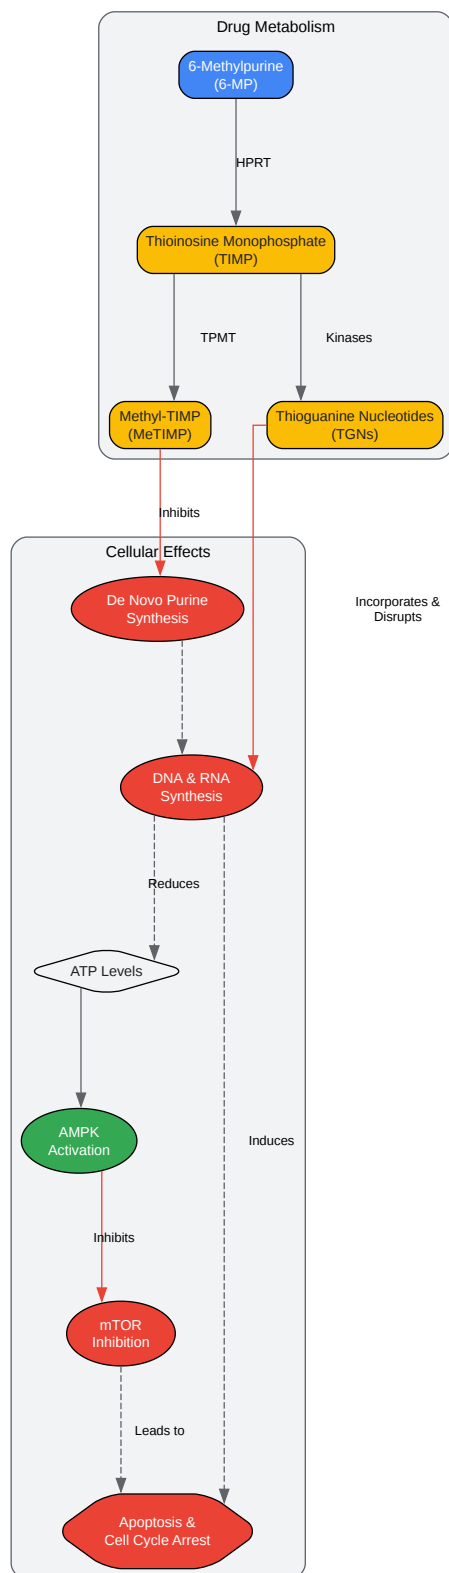 Drug Metabolism
6-Methylpurine
(6-MP)
HPRT
Thioinosine Monophosphate
(TIMP)
TPMT
Kinases
Methyl-TIMP
(MeTIMP)
Thioguanine Nucleotides
(TGNs)
Inhibits
Cellular Effects
De Novo Purine
Synthesis
Incorporates &
Disrupts
DNA & RNA
Synthesis
Reduces
ATP Levels
AMPK
Activation
Induces
Inhibits
mTOR
Inhibition
Leads to
Apoptosis &
Cell Cycle Arrest